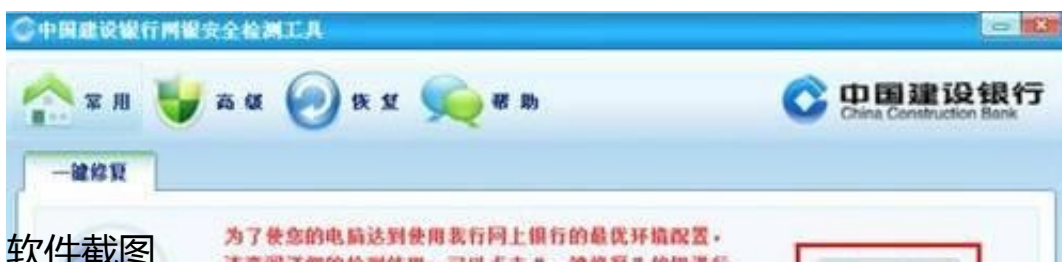 中国建设银行网银安全检测工具
常用 高级 恢复 帮助
中国建设银行
China Construction Bank
一键修复
为了使您的电脑达到使用我行网上银行的最优环境配置,
软件截图